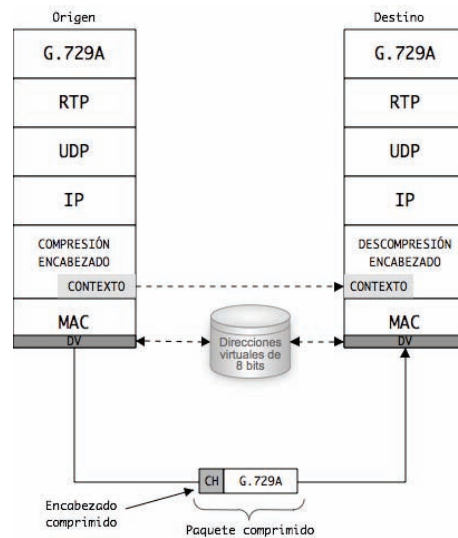 Origen
Destino
G.729A
G.729A
RTP
RTP
UDP
UDP
IP
IP
COMPRESIÓN
ENCABEZADO
DESCOMPRESIÓN
ENCABEZADO
CONTEXTO
CONTEXTO
MAC
MAC
DV
DV
Direcciones
virtuales de
8 bits
CH
G.729A
Encabezado
comprimido
Paquete comprimido